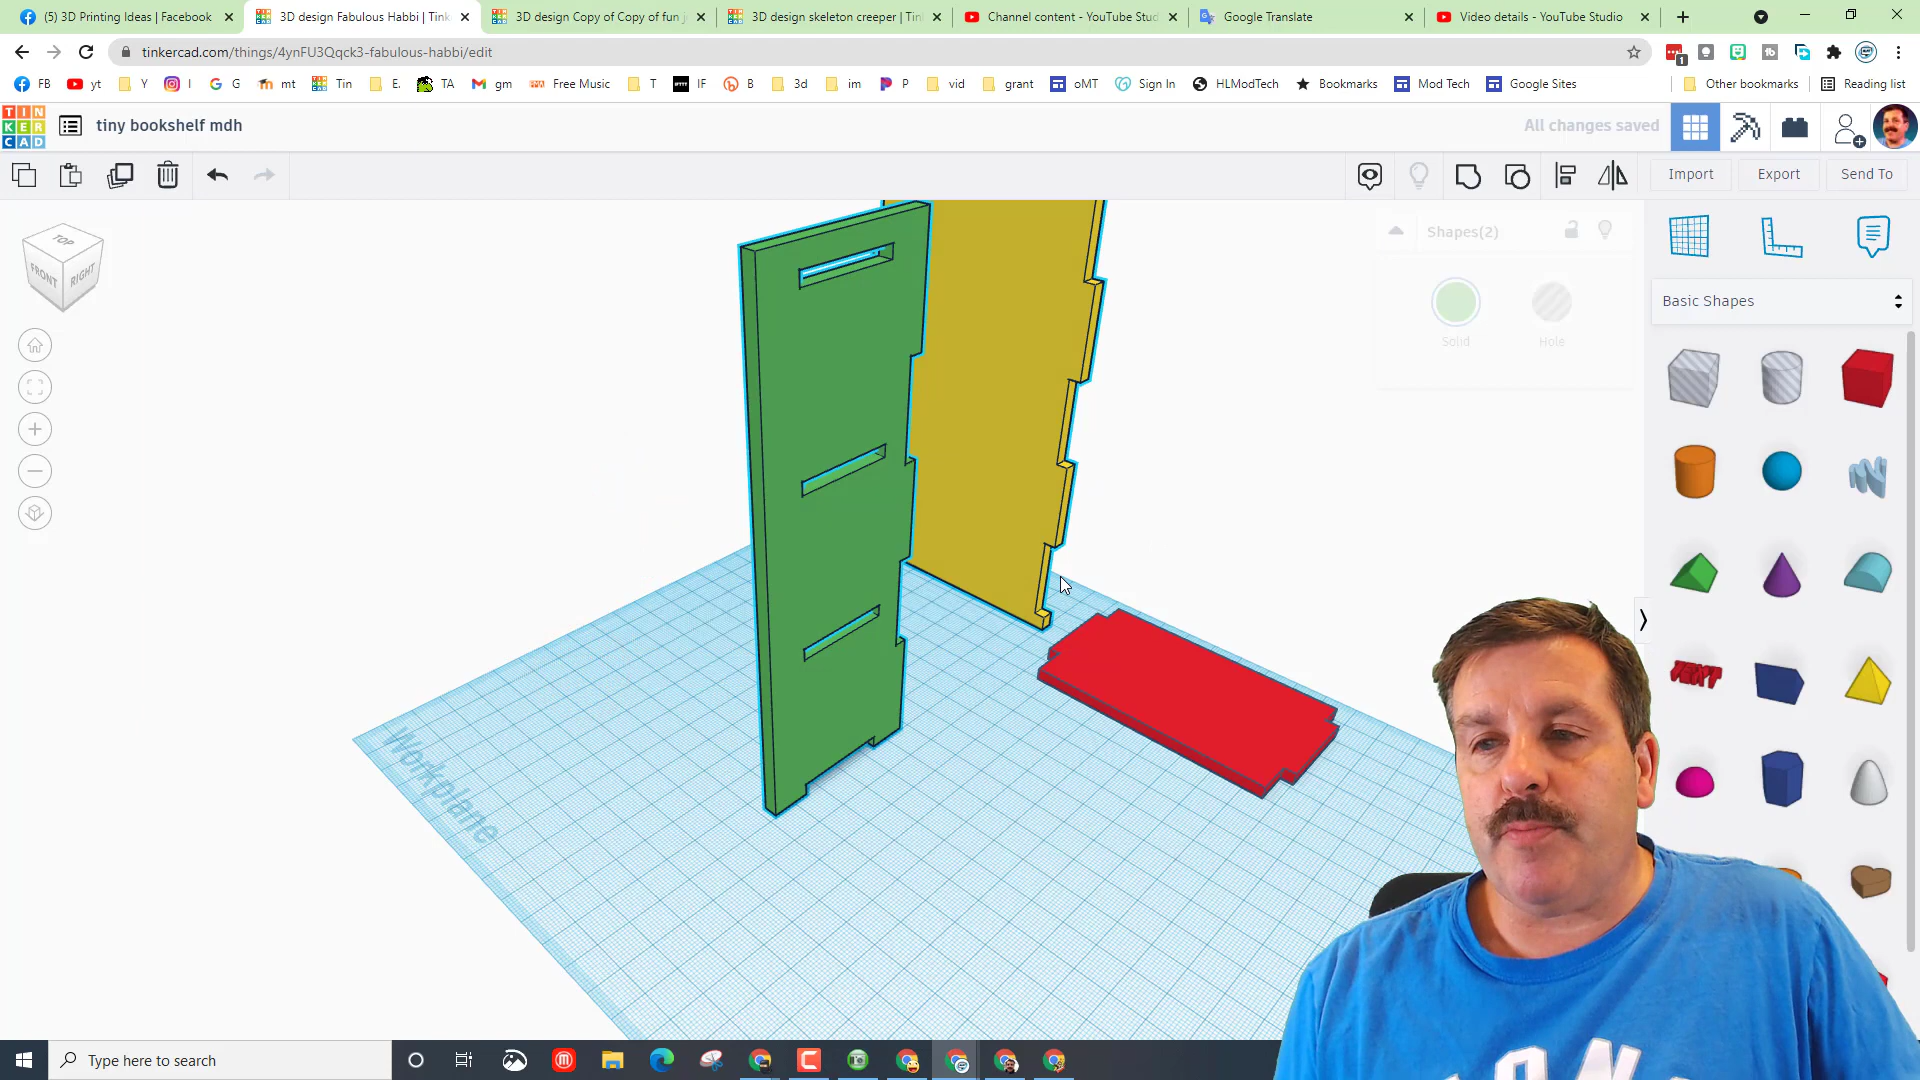 (5) 3D Printing Ideas | Facebook
3D design Fabulous Habbi | Tink
3D design Copy of Copy of fun j
3D design skeleton creeper | Tin
Channel content - YouTube Stud
Google Translate
Video details - YouTube Studio
tinkercad.com/things/4ynFU3Qqck3-fabulous-habbi/edit
1
FB
yt
Y
I
G
mt
Tin
E.
TA
gm
Free Music
T
IF
B
3d
im
P
vid
grant
oMT
Sign In
HLModTech
Bookmarks
Mod Tech
Google Sites
Other bookmarks
Reading list
TIN
KER
CAD
tiny bookshelf mdh
All changes saved
Import
Export
Send To
TOP
FRONT
RIGHT
Shapes(2)
Solid
Hole
Basic Shapes
TEXT
Workplane
Type here to search